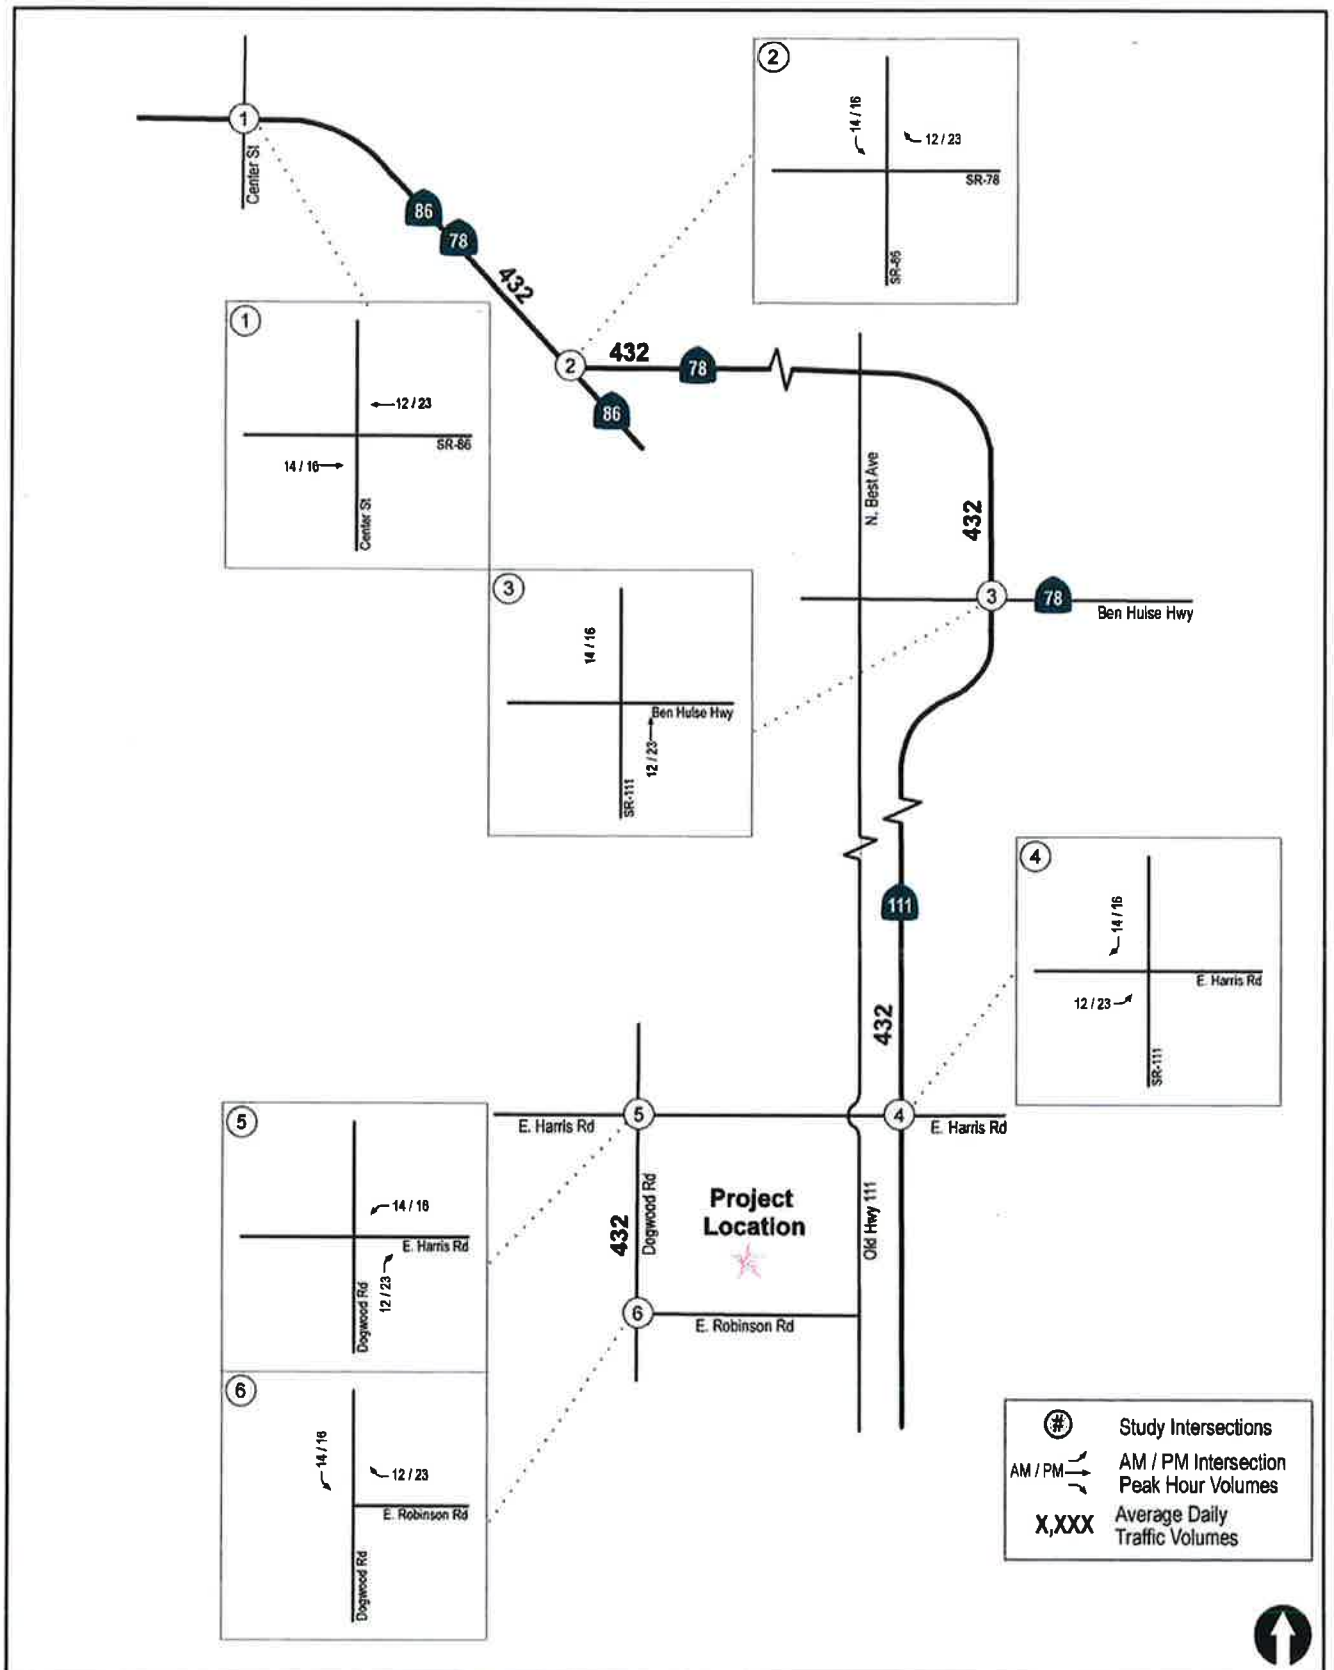 1
Center St
86
78
432
2
14 / 16
12 / 23
SR-78
SR-86
1
12 / 23
SR-86
14 / 16
Center St
2
432
78
86
N. Best Ave
432
3
78
Ben Hulse Hwy
3
14 / 16
Ben Hulse Hwy
12 / 23
SR-111
111
432
4
14 / 16
E. Harris Rd
12 / 23
SR-111
5
E. Harris Rd
4
E. Harris Rd
5
14 / 16
E. Harris Rd
12 / 23
Dogwood Rd
432
Dogwood Rd
Project
Location
Old Hwy 111
6
E. Robinson Rd
6
14 / 16
12 / 23
E. Robinson Rd
Dogwood Rd
# Study Intersections
AM / PM AM / PM Intersection
Peak Hour Volumes
X,XXX Average Daily
Traffic Volumes